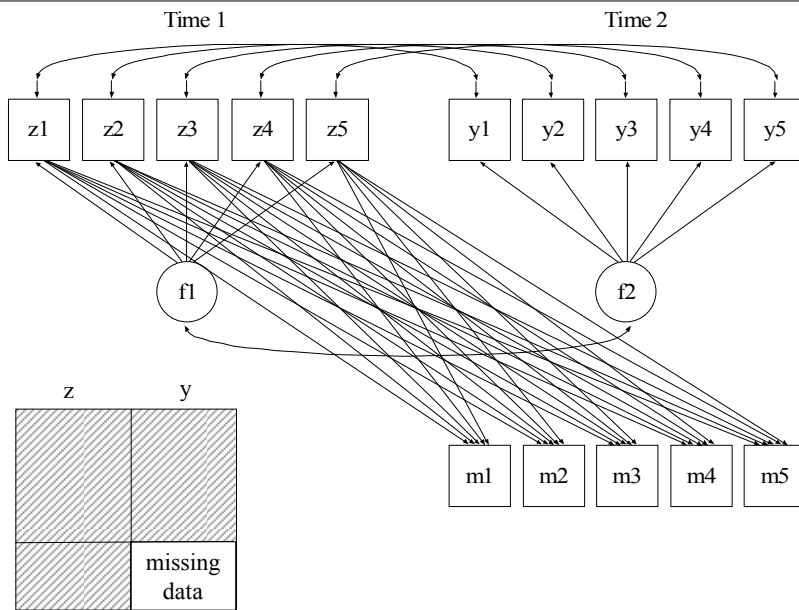 Time 1 Time 2
z1 z2 z3 z4 z5 y1 y2 y3 y4 y5
f1 f2
z y
m1 m2 m3 m4 m5
missing
data